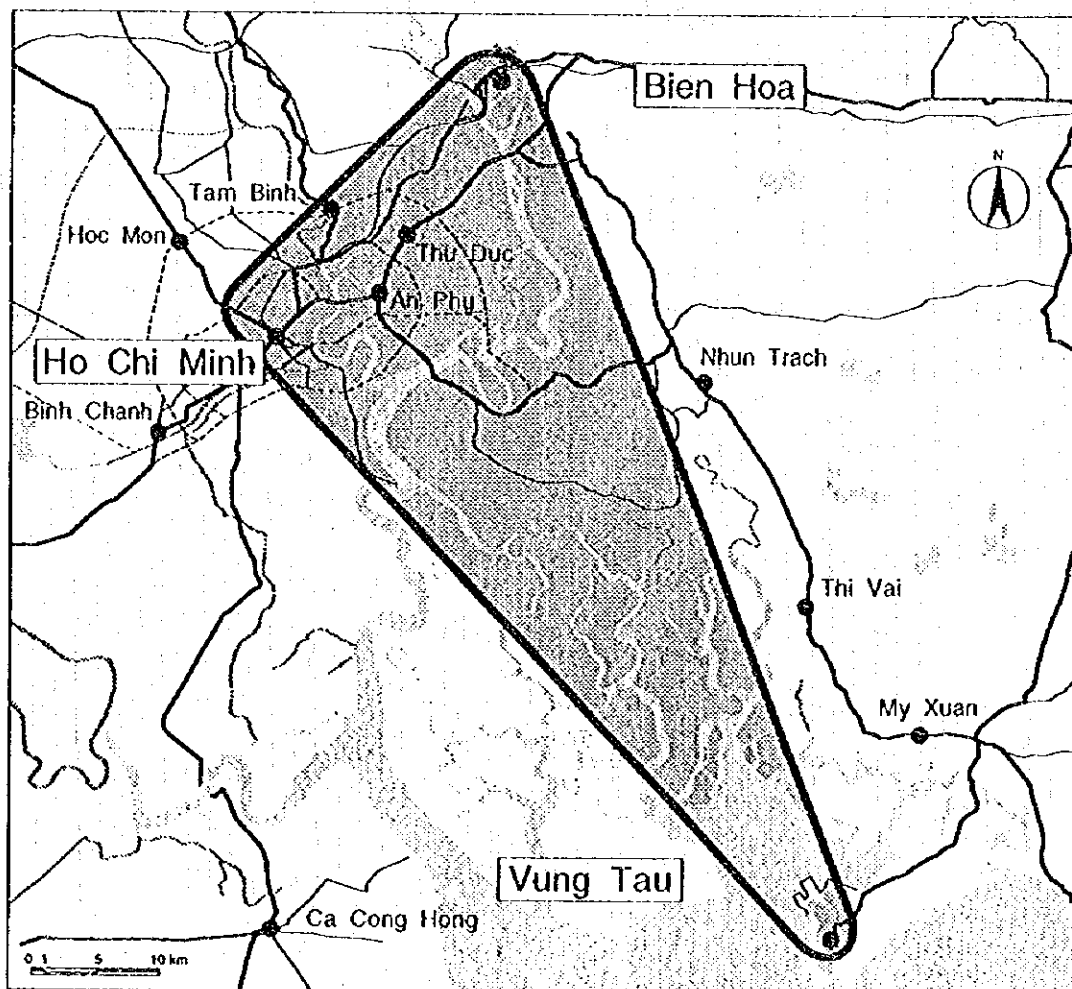 Bien Hoa
N
Tam Binh
Hoc Mon
Thu Duc
An Phu
Ho Chi Minh
Nhun Trach
Binh Chanh
Thi Vai
My Xuan
Vung Tau
Ca Cong Hong
0 1 5 10 km